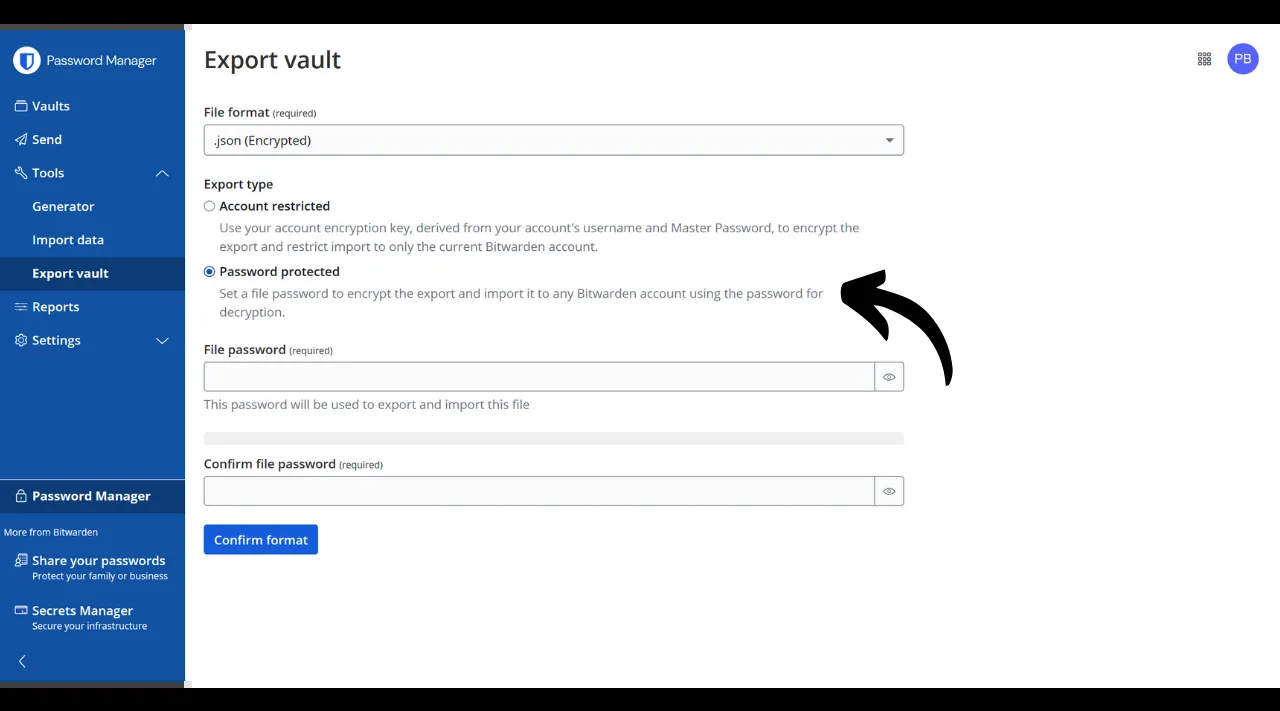 Password Manager
Vaults
Send
Tools
Generator
Import data
Export vault
Reports
Settings
Password Manager
More from Bitwarden
Share your passwords
Protect your family or business
Secrets Manager
Secure your infrastructure
Export vault
PB
File format (required)
.json (Encrypted)
Export type
Account restricted
Use your account encryption key, derived from your account's username and Master Password, to encrypt the
export and restrict import to only the current Bitwarden account.
Password protected
Set a file password to encrypt the export and import it to any Bitwarden account using the password for
decryption.
File password (required)
This password will be used to export and import this file
Confirm file password (required)
Confirm format